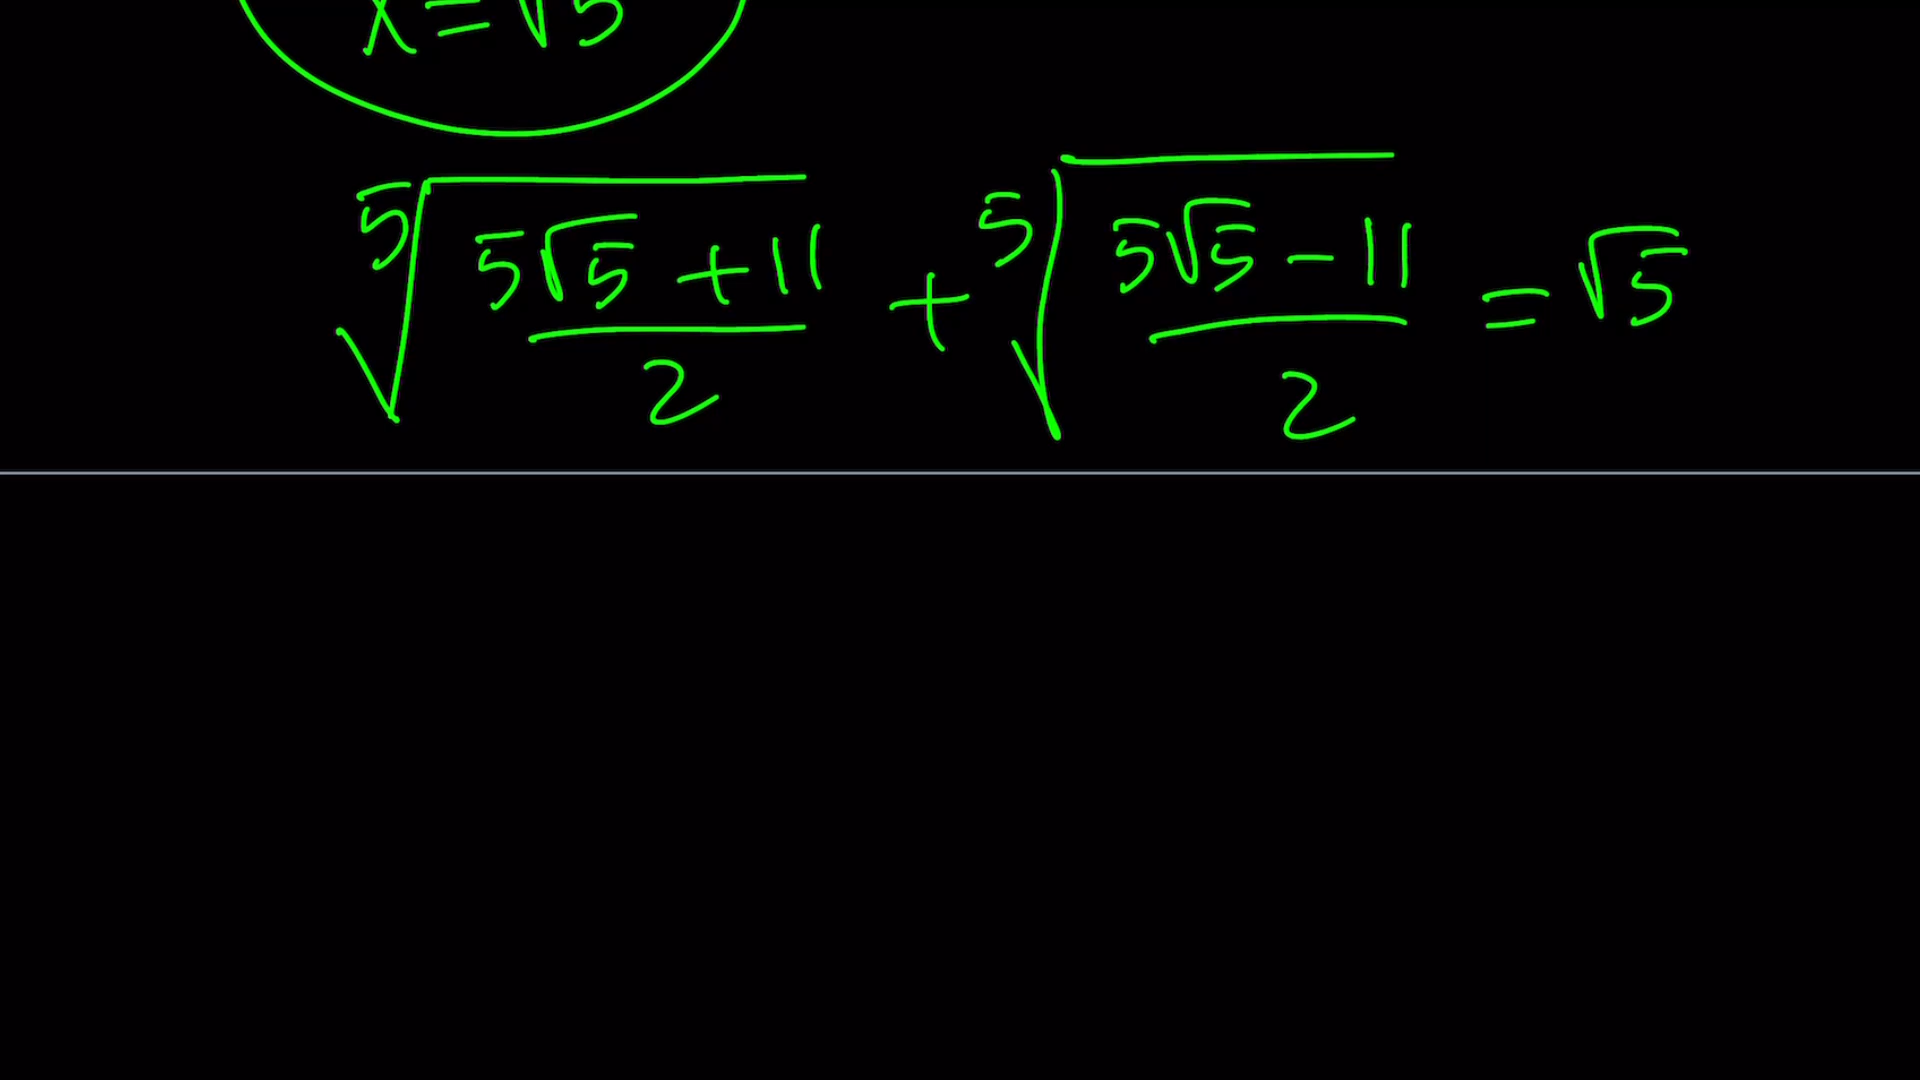 x = √5
⁵√((5√5 + 11)/2) + ⁵√((5√5 − 11)/2) = √5